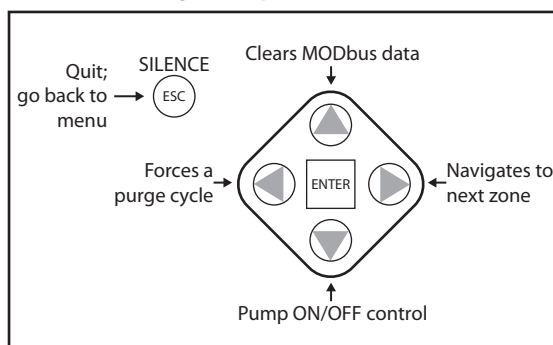 Clears MODbus data
SILENCE
Quit;
go back to
menu
ESC
Forces a
purge cycle
ENTER
Navigates to
next zone
Pump ON/OFF control